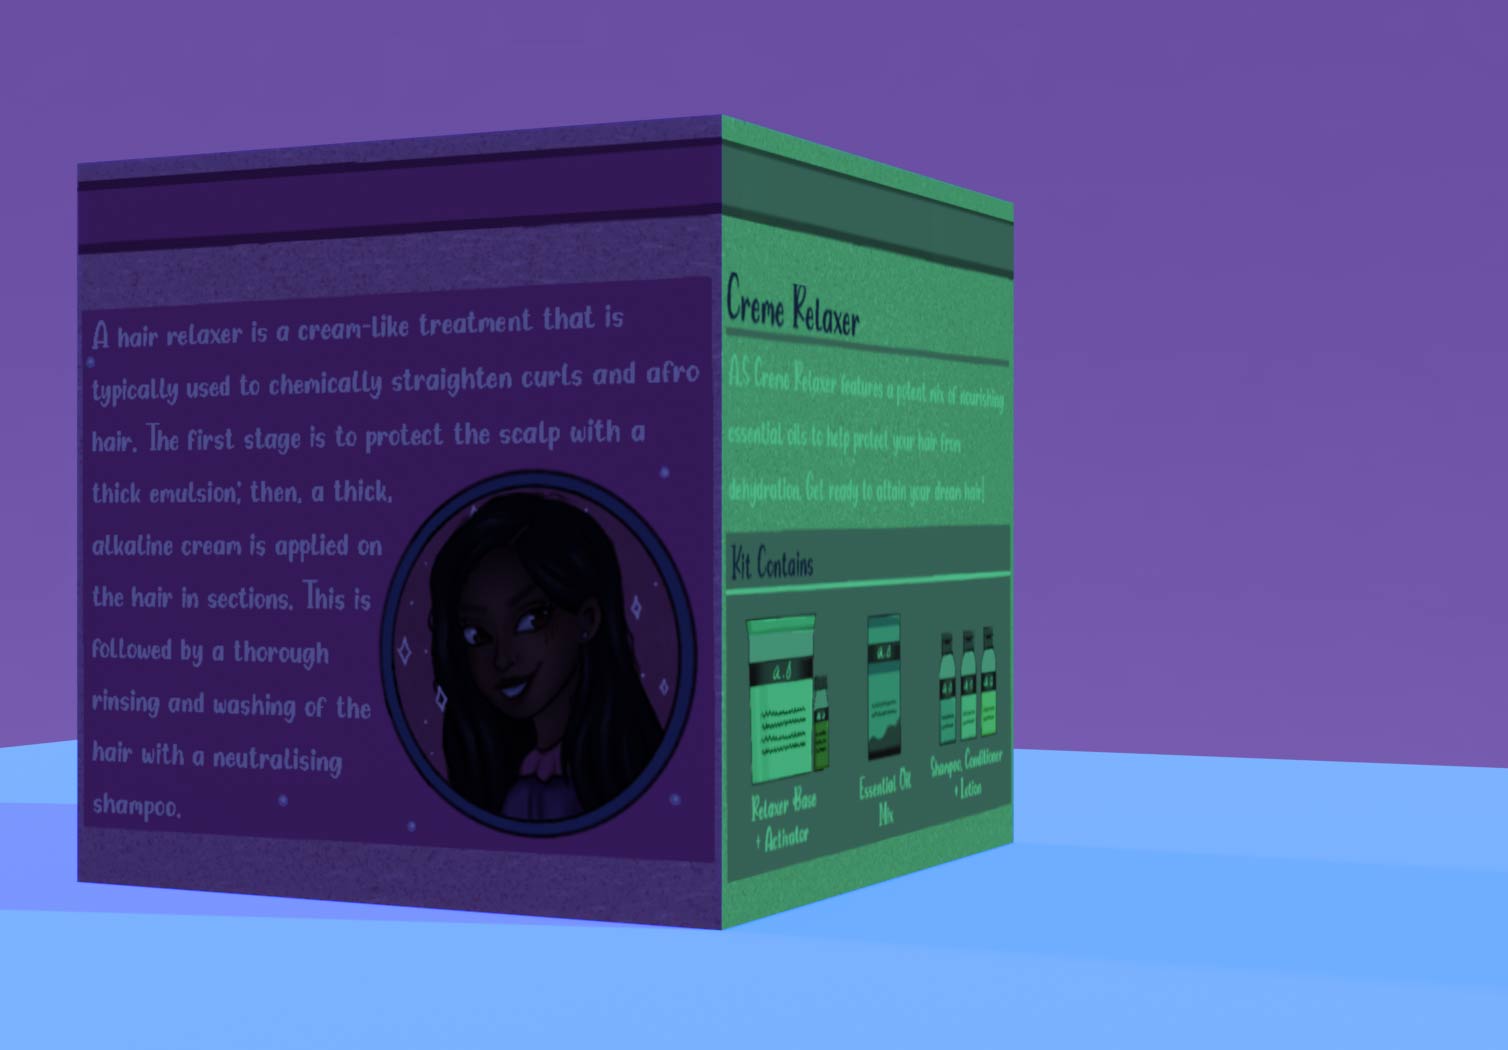 A hair relaxer is a cream-like treatment that is
typically used to chemically straighten curls and afro
hair. The first stage is to protect the scalp with a
thick emulsion; then, a thick,
alkaline cream is applied on
the hair in sections. This is
followed by a thorough
rinsing and washing of the
hair with a neutralising
shampoo.
Creme Relaxer
A.S Creme Relaxer features a potent mix of nourishing
essential oils to help protect your hair from
dehydration. Get ready to attain your dream hair!
Kit Contains
a.s
a.s
a.s
a.s
a.s
a.s
Relaxer Base
+ Activator
Essential Oil
Mix
Shampoo, Conditioner
+ Lotion